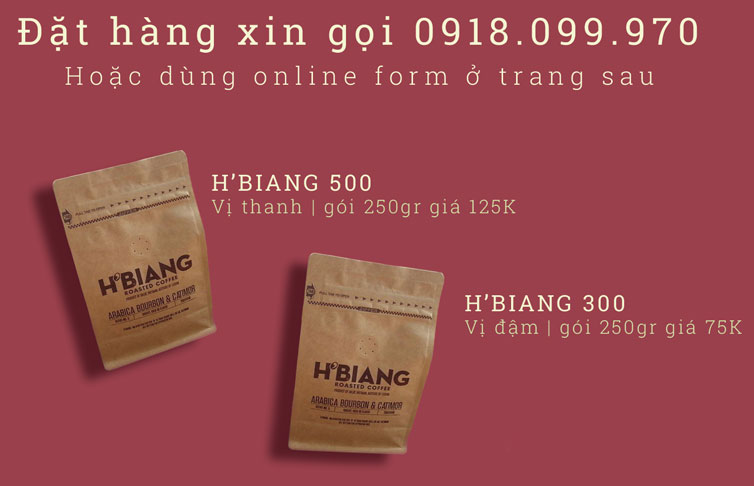 Đặt hàng xin gọi 0918.099.970
Hoặc dùng online form ở trang sau
H'BIANG 500
Vị thanh | gói 250gr giá 125K
H'BIANG
ROASTED COFFEE
ARABICA BOURBON & CATIMOR
H'BIANG 300
Vị đậm | gói 250gr giá 75K
H'BIANG
ROASTED COFFEE
ARABICA BOURBON & CATIMOR